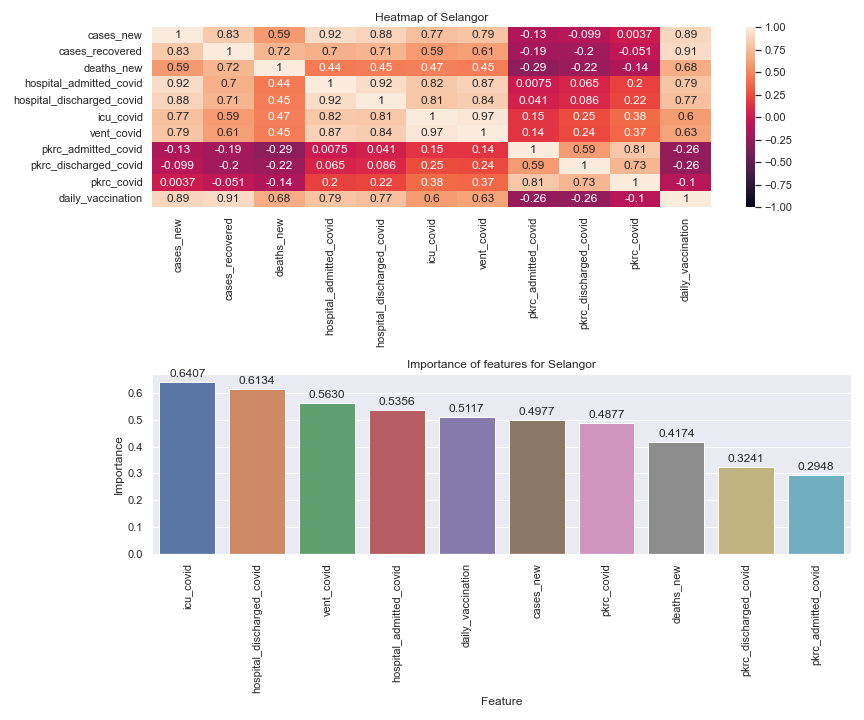 Heatmap of Selangor
cases_new 1 0.83 0.59 0.92 0.88 0.77 0.79 -0.13 -0.099 0.0037 0.89
cases_recovered 0.83 1 0.72 0.7 0.71 0.59 0.61 -0.19 -0.2 -0.051 0.91
deaths_new 0.59 0.72 1 0.44 0.45 0.47 0.45 -0.29 -0.22 -0.14 0.68
hospital_admitted_covid 0.92 0.7 0.44 1 0.92 0.82 0.87 0.0075 0.065 0.2 0.79
hospital_discharged_covid 0.88 0.71 0.45 0.92 1 0.81 0.84 0.041 0.086 0.22 0.77
icu_covid 0.77 0.59 0.47 0.82 0.81 1 0.97 0.15 0.25 0.38 0.6
vent_covid 0.79 0.61 0.45 0.87 0.84 0.97 1 0.14 0.24 0.37 0.63
pkrc_admitted_covid -0.13 -0.19 -0.29 0.0075 0.041 0.15 0.14 1 0.59 0.81 -0.26
pkrc_discharged_covid -0.099 -0.2 -0.22 0.065 0.086 0.25 0.24 0.59 1 0.73 -0.26
pkrc_covid 0.0037 -0.051 -0.14 0.2 0.22 0.38 0.37 0.81 0.73 1 -0.1
daily_vaccination 0.89 0.91 0.68 0.79 0.77 0.6 0.63 -0.26 -0.26 -0.1 1
cases_new
cases_recovered
deaths_new
hospital_admitted_covid
hospital_discharged_covid
icu_covid
vent_covid
pkrc_admitted_covid
pkrc_discharged_covid
pkrc_covid
daily_vaccination
1.00
0.75
0.50
0.25
0.00
−0.25
−0.50
−0.75
−1.00
Importance of features for Selangor
Importance
0.6
0.5
0.4
0.3
0.2
0.1
0.0
0.6407
0.6134
0.5630
0.5356
0.5117
0.4977
0.4877
0.4174
0.3241
0.2948
icu_covid
hospital_discharged_covid
vent_covid
hospital_admitted_covid
daily_vaccination
cases_new
pkrc_covid
deaths_new
pkrc_discharged_covid
pkrc_admitted_covid
Feature